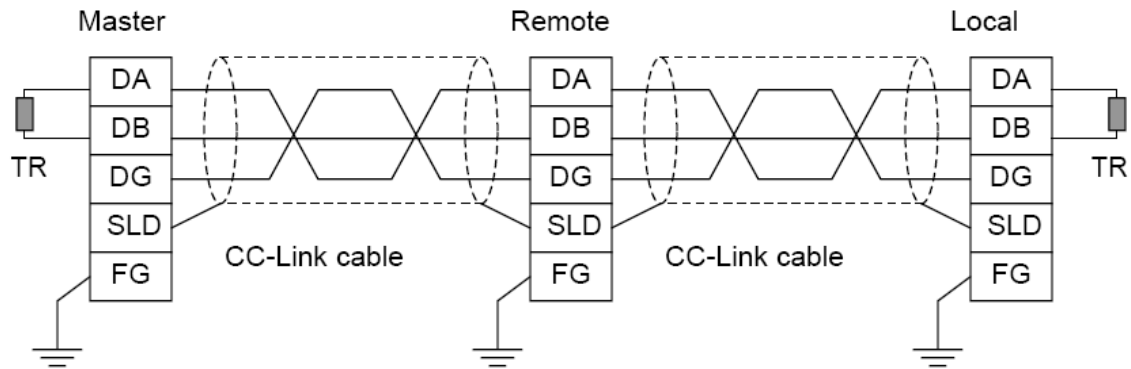 Master
Remote
Local
DA
DB
DG
SLD
FG
DA
DB
DG
SLD
FG
DA
DB
DG
SLD
FG
TR
TR
CC-Link cable
CC-Link cable